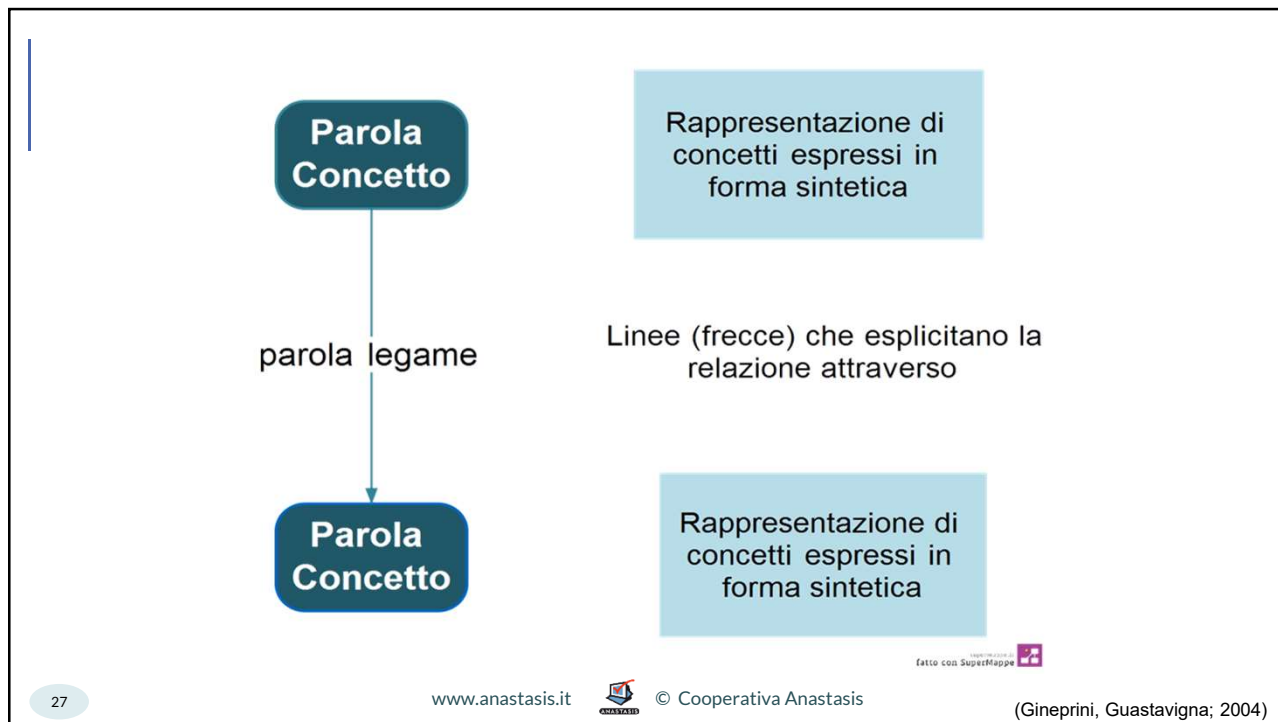 Parola
Concetto
Rappresentazione di
concetti espressi in
forma sintetica
parola legame
Linee (frecce) che esplicitano la
relazione attraverso
Parola
Concetto
Rappresentazione di
concetti espressi in
forma sintetica
fatto con SuperMappe
27
www.anastasis.it
ANASTASIS
© Cooperativa Anastasis
(Gineprini, Guastavigna; 2004)